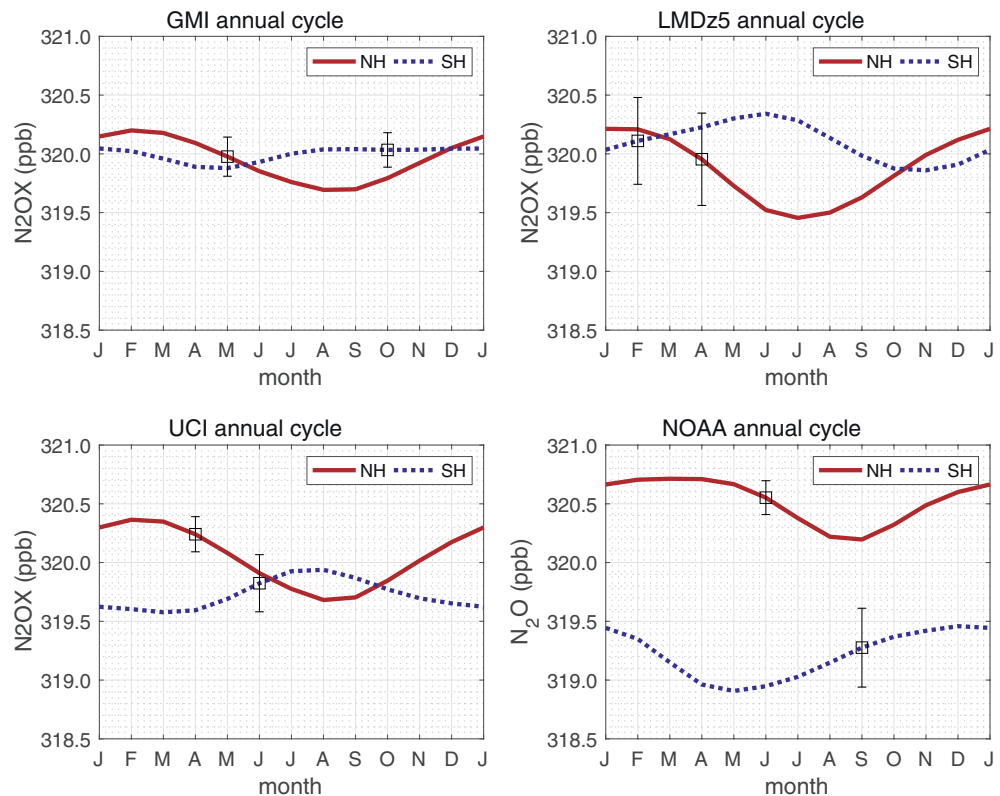 GMI annual cycle
321.0
320.5
320.0
319.5
319.0
318.5
N2OX (ppb)
NH SH
J F M A M J J A S O N D J
month
LMDz5 annual cycle
321.0
320.5
320.0
319.5
319.0
318.5
N2OX (ppb)
NH SH
J F M A M J J A S O N D J
month
UCI annual cycle
321.0
320.5
320.0
319.5
319.0
318.5
N2OX (ppb)
NH SH
J F M A M J J A S O N D J
month
NOAA annual cycle
321.0
320.5
320.0
319.5
319.0
318.5
N₂O (ppb)
NH SH
J F M A M J J A S O N D J
month